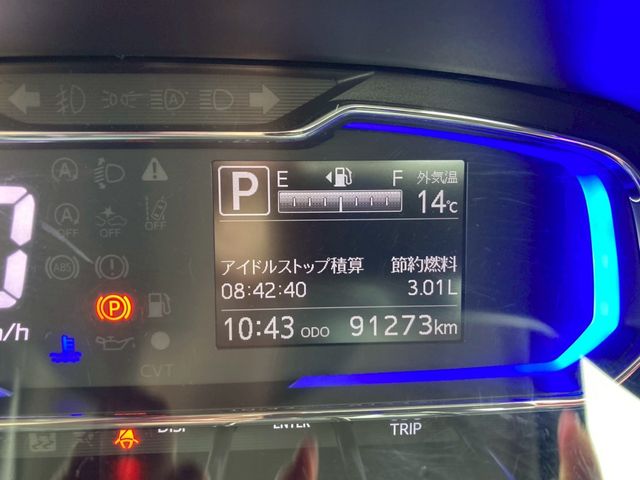 P E F 外気温
14℃
OFF OFF OFF
ABS
アイドルストップ積算 節約燃料
08:42:40 3.01L
10:43 ODO 91273km
P
CVT
DISP ENTER TRIP